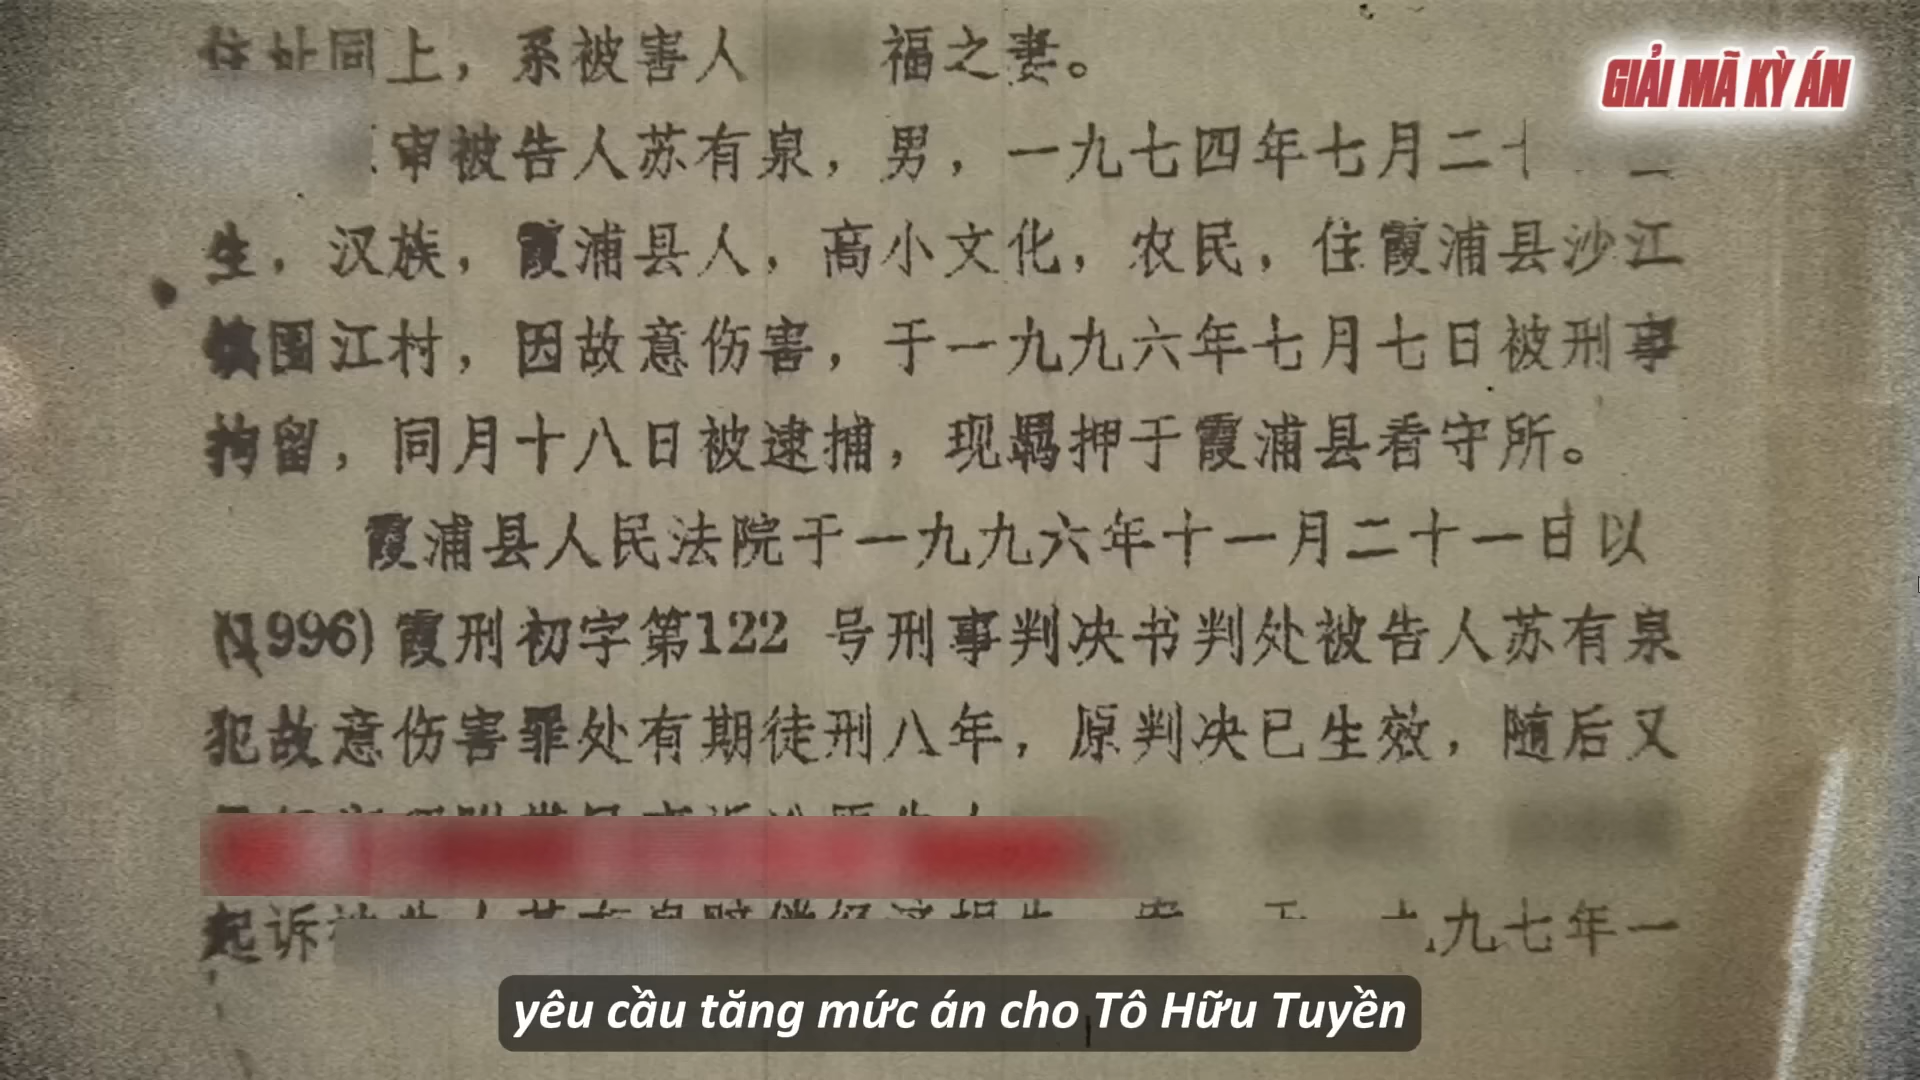 住址同上，系被害人 福之妻。
GIẢI MÃ KỲ ÁN
审被告人苏有泉，男，一九七四年七月二十
生，汉族，霞浦县人，高小文化，农民，住霞浦县沙江
镇围江村，因故意伤害，于一九九六年七月七日被刑事
拘留，同月十八日被逮捕，现羁押于霞浦县看守所。
霞浦县人民法院于一九九六年十一月二十一日以
(1996)霞刑初字第122 号刑事判决书判处被告人苏有泉
犯故意伤害罪处有期徒刑八年，原判决已生效，随后又
起诉 九七年一
yêu cầu tăng mức án cho Tô Hữu Tuyền